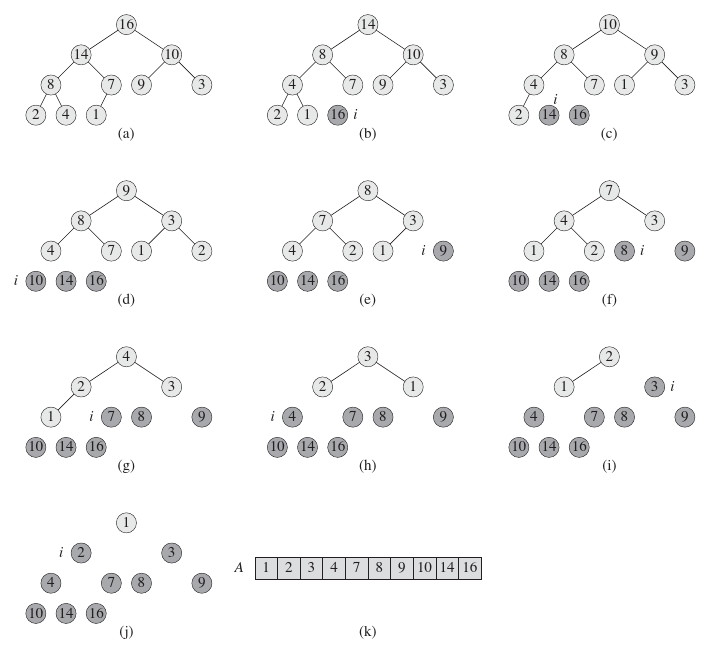 16 14 10
14 10 8 10 8 9
8 7 9 3 4 7 9 3 4 7 1 3
i
2 4 1 2 1 16 i 2 14 16
(a) (b) (c)
9 8 7
8 3 7 3 4 3
4 7 1 2 4 2 1 i 9 1 2 8 i 9
i 10 14 16 10 14 16 10 14 16
(d) (e) (f)
4 3 2
2 3 2 1 1 3 i
1 i 7 8 9 i 4 7 8 9 4 7 8 9
10 14 16 10 14 16 10 14 16
(g) (h) (i)
1
i 2 3
A 1 2 3 4 7 8 9 10 14 16
4 7 8 9
10 14 16
(j) (k)